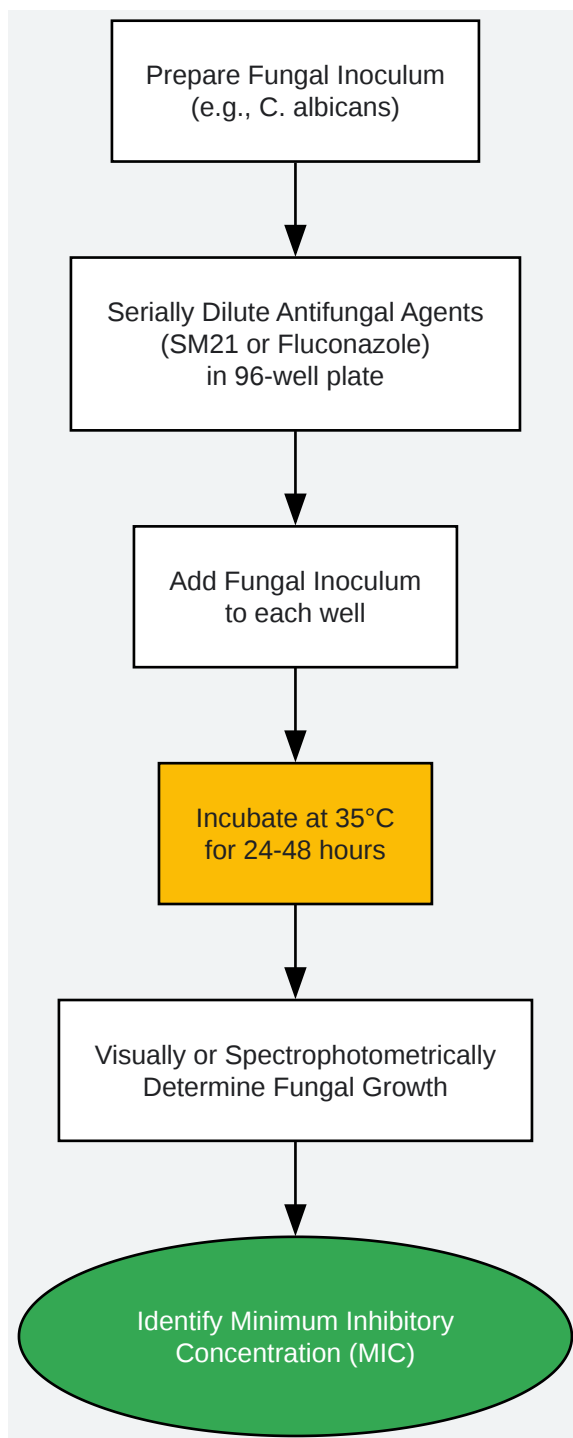 Prepare Fungal Inoculum
(e.g., C. albicans)
Serially Dilute Antifungal Agents
(SM21 or Fluconazole)
in 96-well plate
Add Fungal Inoculum
to each well
Incubate at 35°C
for 24-48 hours
Visually or Spectrophotometrically
Determine Fungal Growth
Identify Minimum Inhibitory
Concentration (MIC)